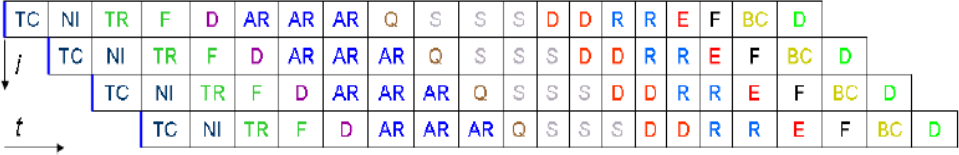 TC NI TR F D AR AR AR Q S S S D D R R E F BC D
i TC NI TR F D AR AR AR Q S S S D D R R E F BC D
TC NI TR F D AR AR AR Q S S S D D R R E F BC D
t TC NI TR F D AR AR AR Q S S S D D R R E F BC D